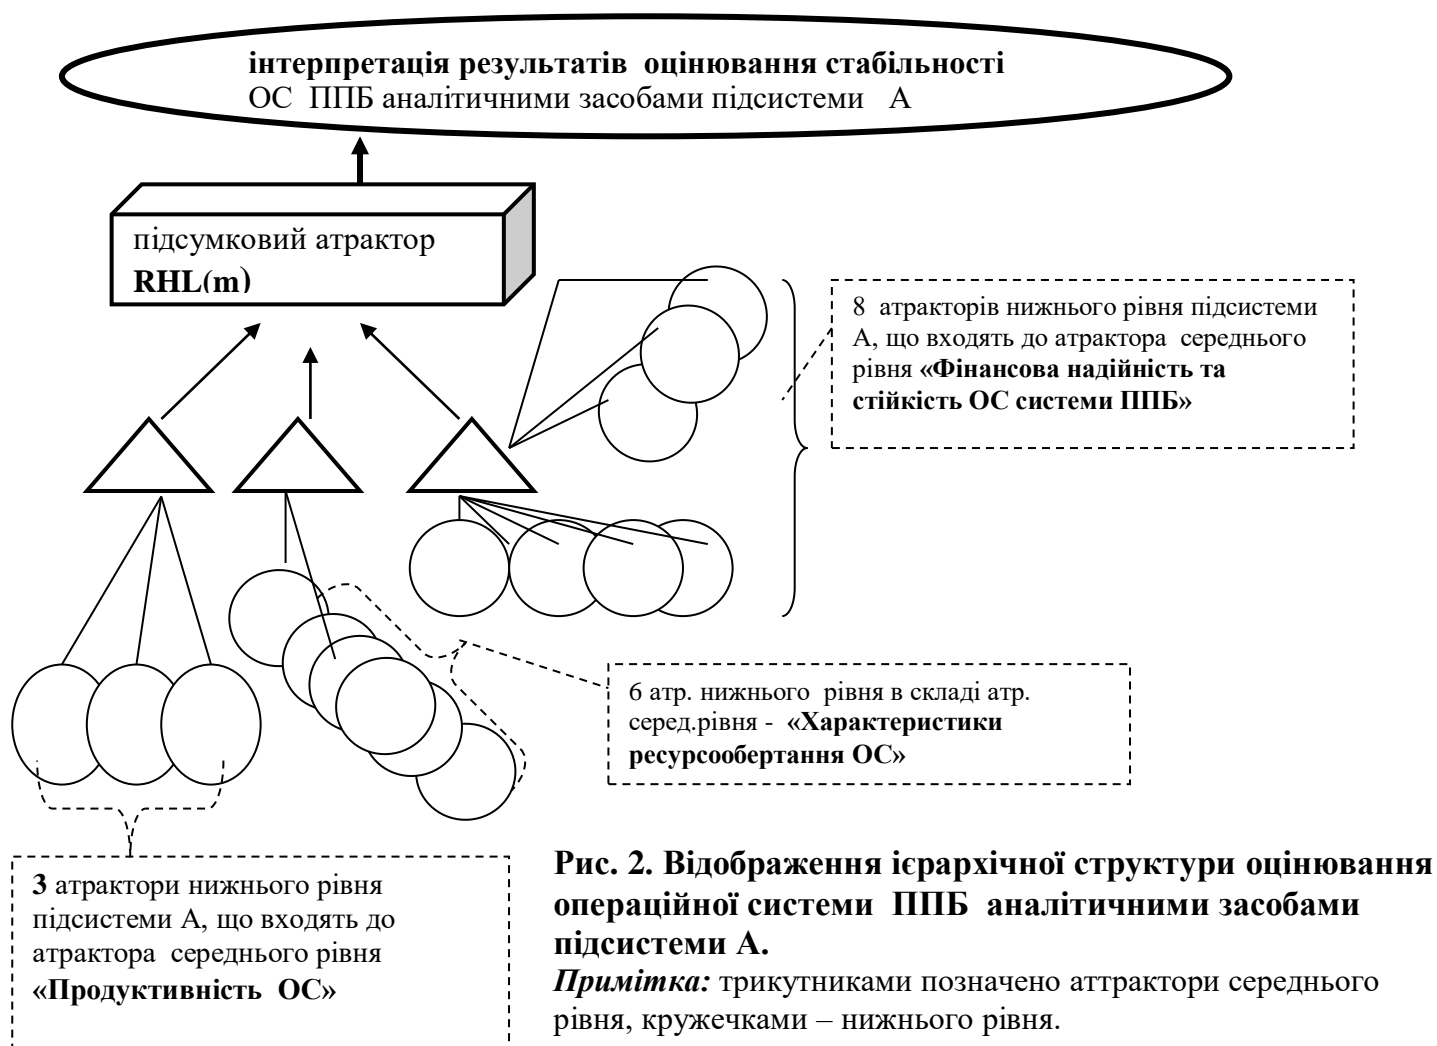 інтерпретація результатів оцінювання стабільності
ОС ППБ аналітичними засобами підсистеми А
підсумковий атрактор
RHL(m)
8 атракторів нижнього рівня підсистеми
А, що входять до атрактора середнього
рівня «Фінансова надійність та
стійкість ОС системи ППБ»
6 атр. нижнього рівня в складі атр.
серед.рівня - «Характеристики
ресурсообертання ОС»
3 атрактори нижнього рівня
підсистеми А, що входять до
атрактора середнього рівня
«Продуктивність ОС»
Рис. 2. Відображення ієрархічної структури оцінювання
операційної системи ППБ аналітичними засобами
підсистеми А.
Примітка: трикутниками позначено аттрактори середнього
рівня, кружечками – нижнього рівня.